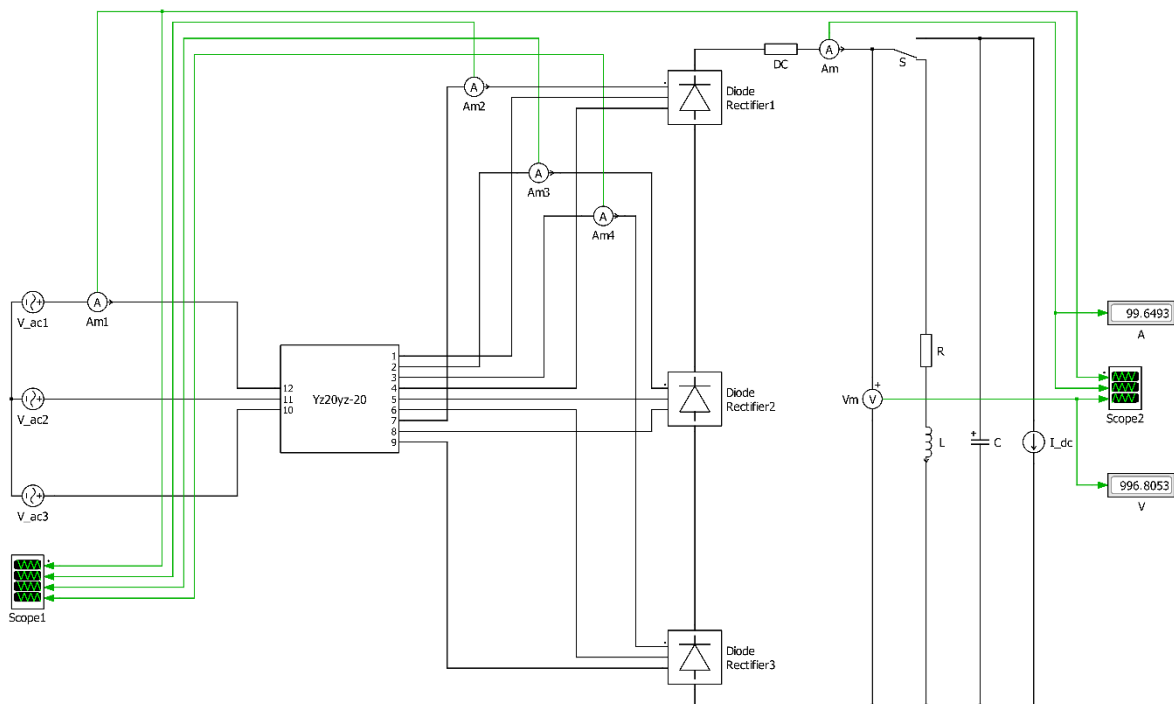 A
Am2
Diode
Rectifier1
DC
A
Am
S
A
Am3
A
Am4
V_ac1
A
Am1
V_ac2
V_ac3
Yz20yz-20
12
11
10
1
2
3
4
5
6
7
8
9
Diode
Rectifier2
Vm
V
+
R
L
+
C
I_dc
99.6493
A
Scope2
996.8053
V
Scope1
Diode
Rectifier3